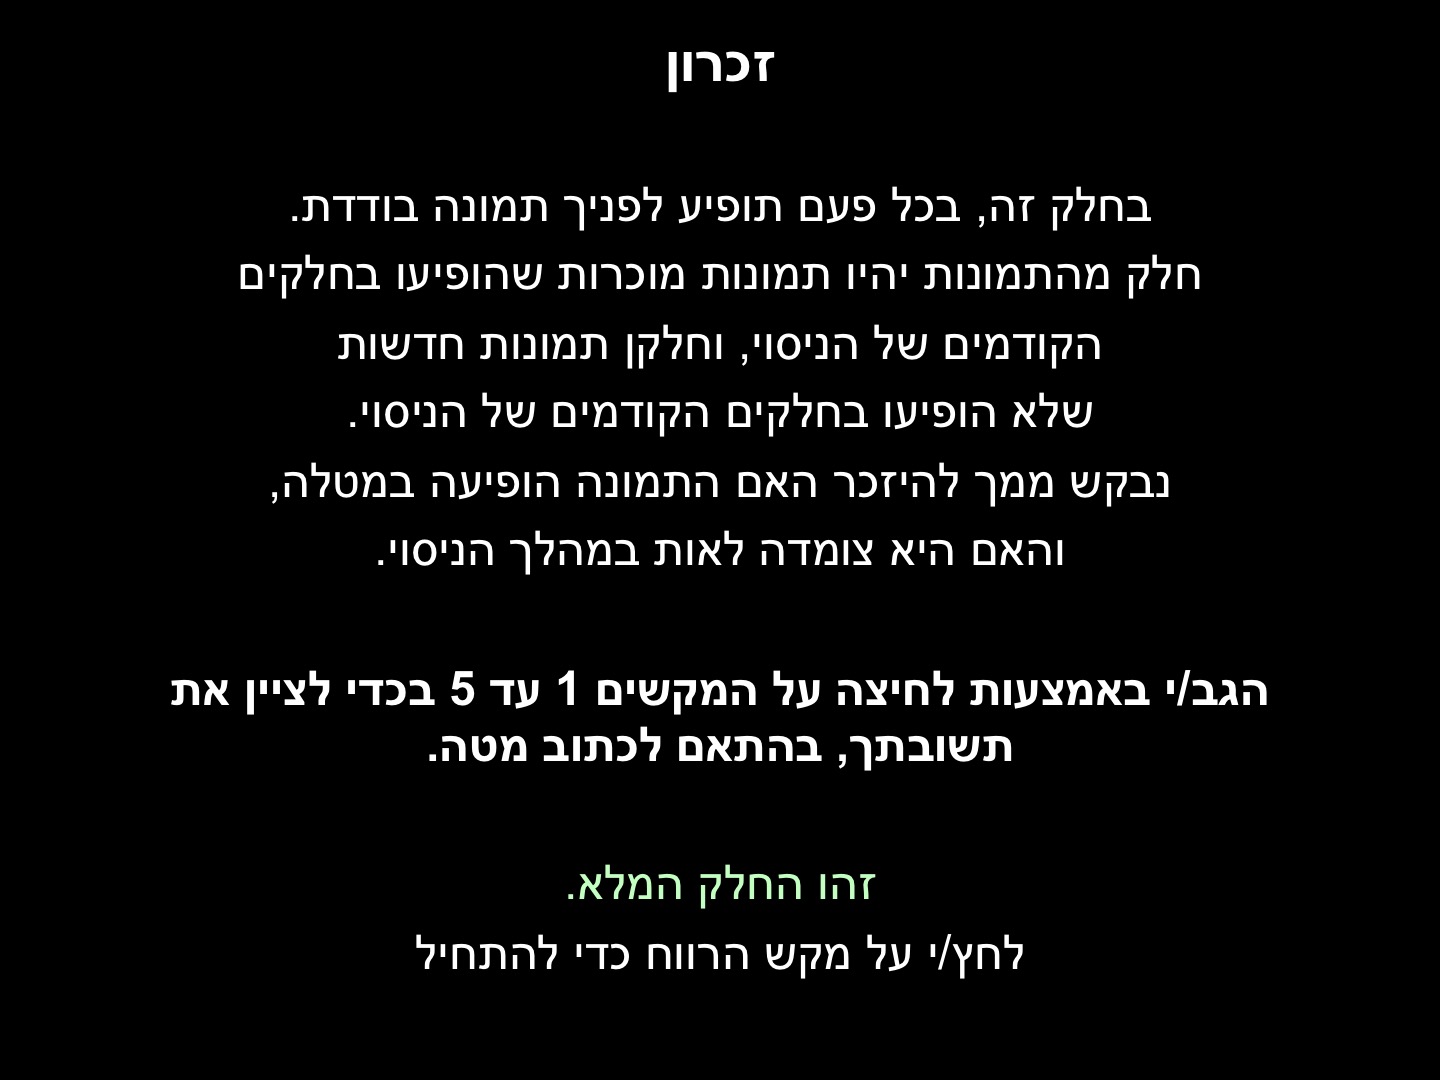 זכרון
בחלק זה, בכל פעם תופיע לפניך תמונה בודדת.
חלק מהתמונות יהיו תמונות מוכרות שהופיעו בחלקים
הקודמים של הניסוי, וחלקן תמונות חדשות
שלא הופיעו בחלקים הקודמים של הניסוי.
נבקש ממך להיזכר האם התמונה הופיעה במטלה,
והאם היא צומדה לאות במהלך הניסוי.
הגב/י באמצעות לחיצה על המקשים 1 עד 5 בכדי לציין את
תשובתך, בהתאם לכתוב מטה.
זהו החלק המלא.
לחץ/י על מקש הרווח כדי להתחיל